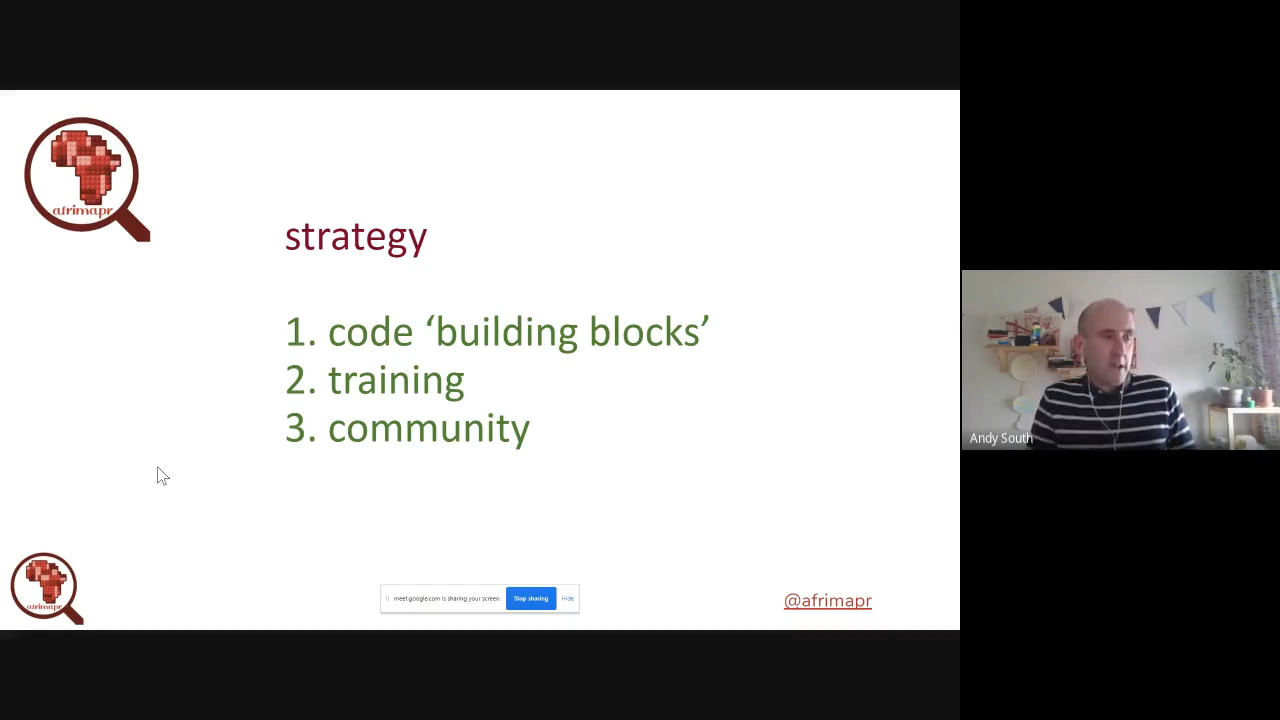 afrimapr
strategy
1. code ‘building blocks’
2. training
3. community
Andy South
afrimapr
meet.google.com is sharing your screen.
Stop sharing
Hide
@afrimapr